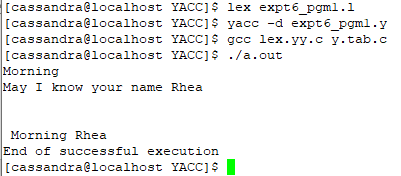 [cassandra@localhost YACC]$ lex expt6_pgm1.l
[cassandra@localhost YACC]$ yacc -d expt6_pgm1.y
[cassandra@localhost YACC]$ gcc lex.yy.c y.tab.c
[cassandra@localhost YACC]$ ./a.out
Morning
May I know your name Rhea
Morning Rhea
End of successful execution
[cassandra@localhost YACC]$